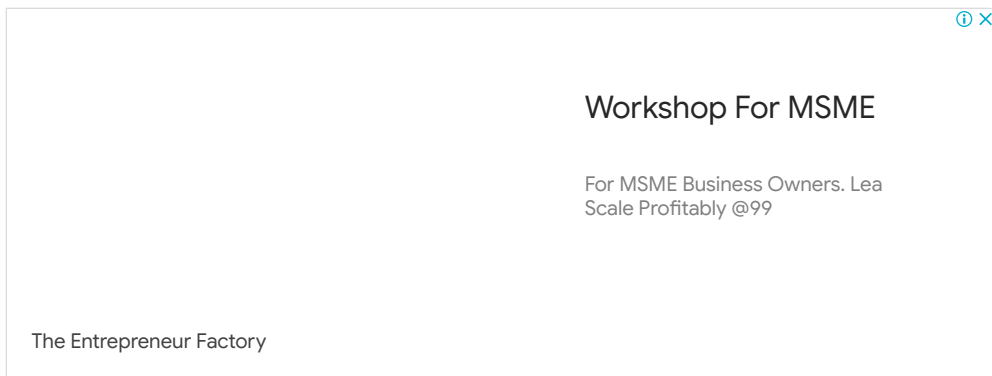 Workshop For MSME
For MSME Business Owners. Lea
Scale Profitably @99
The Entrepreneur Factory